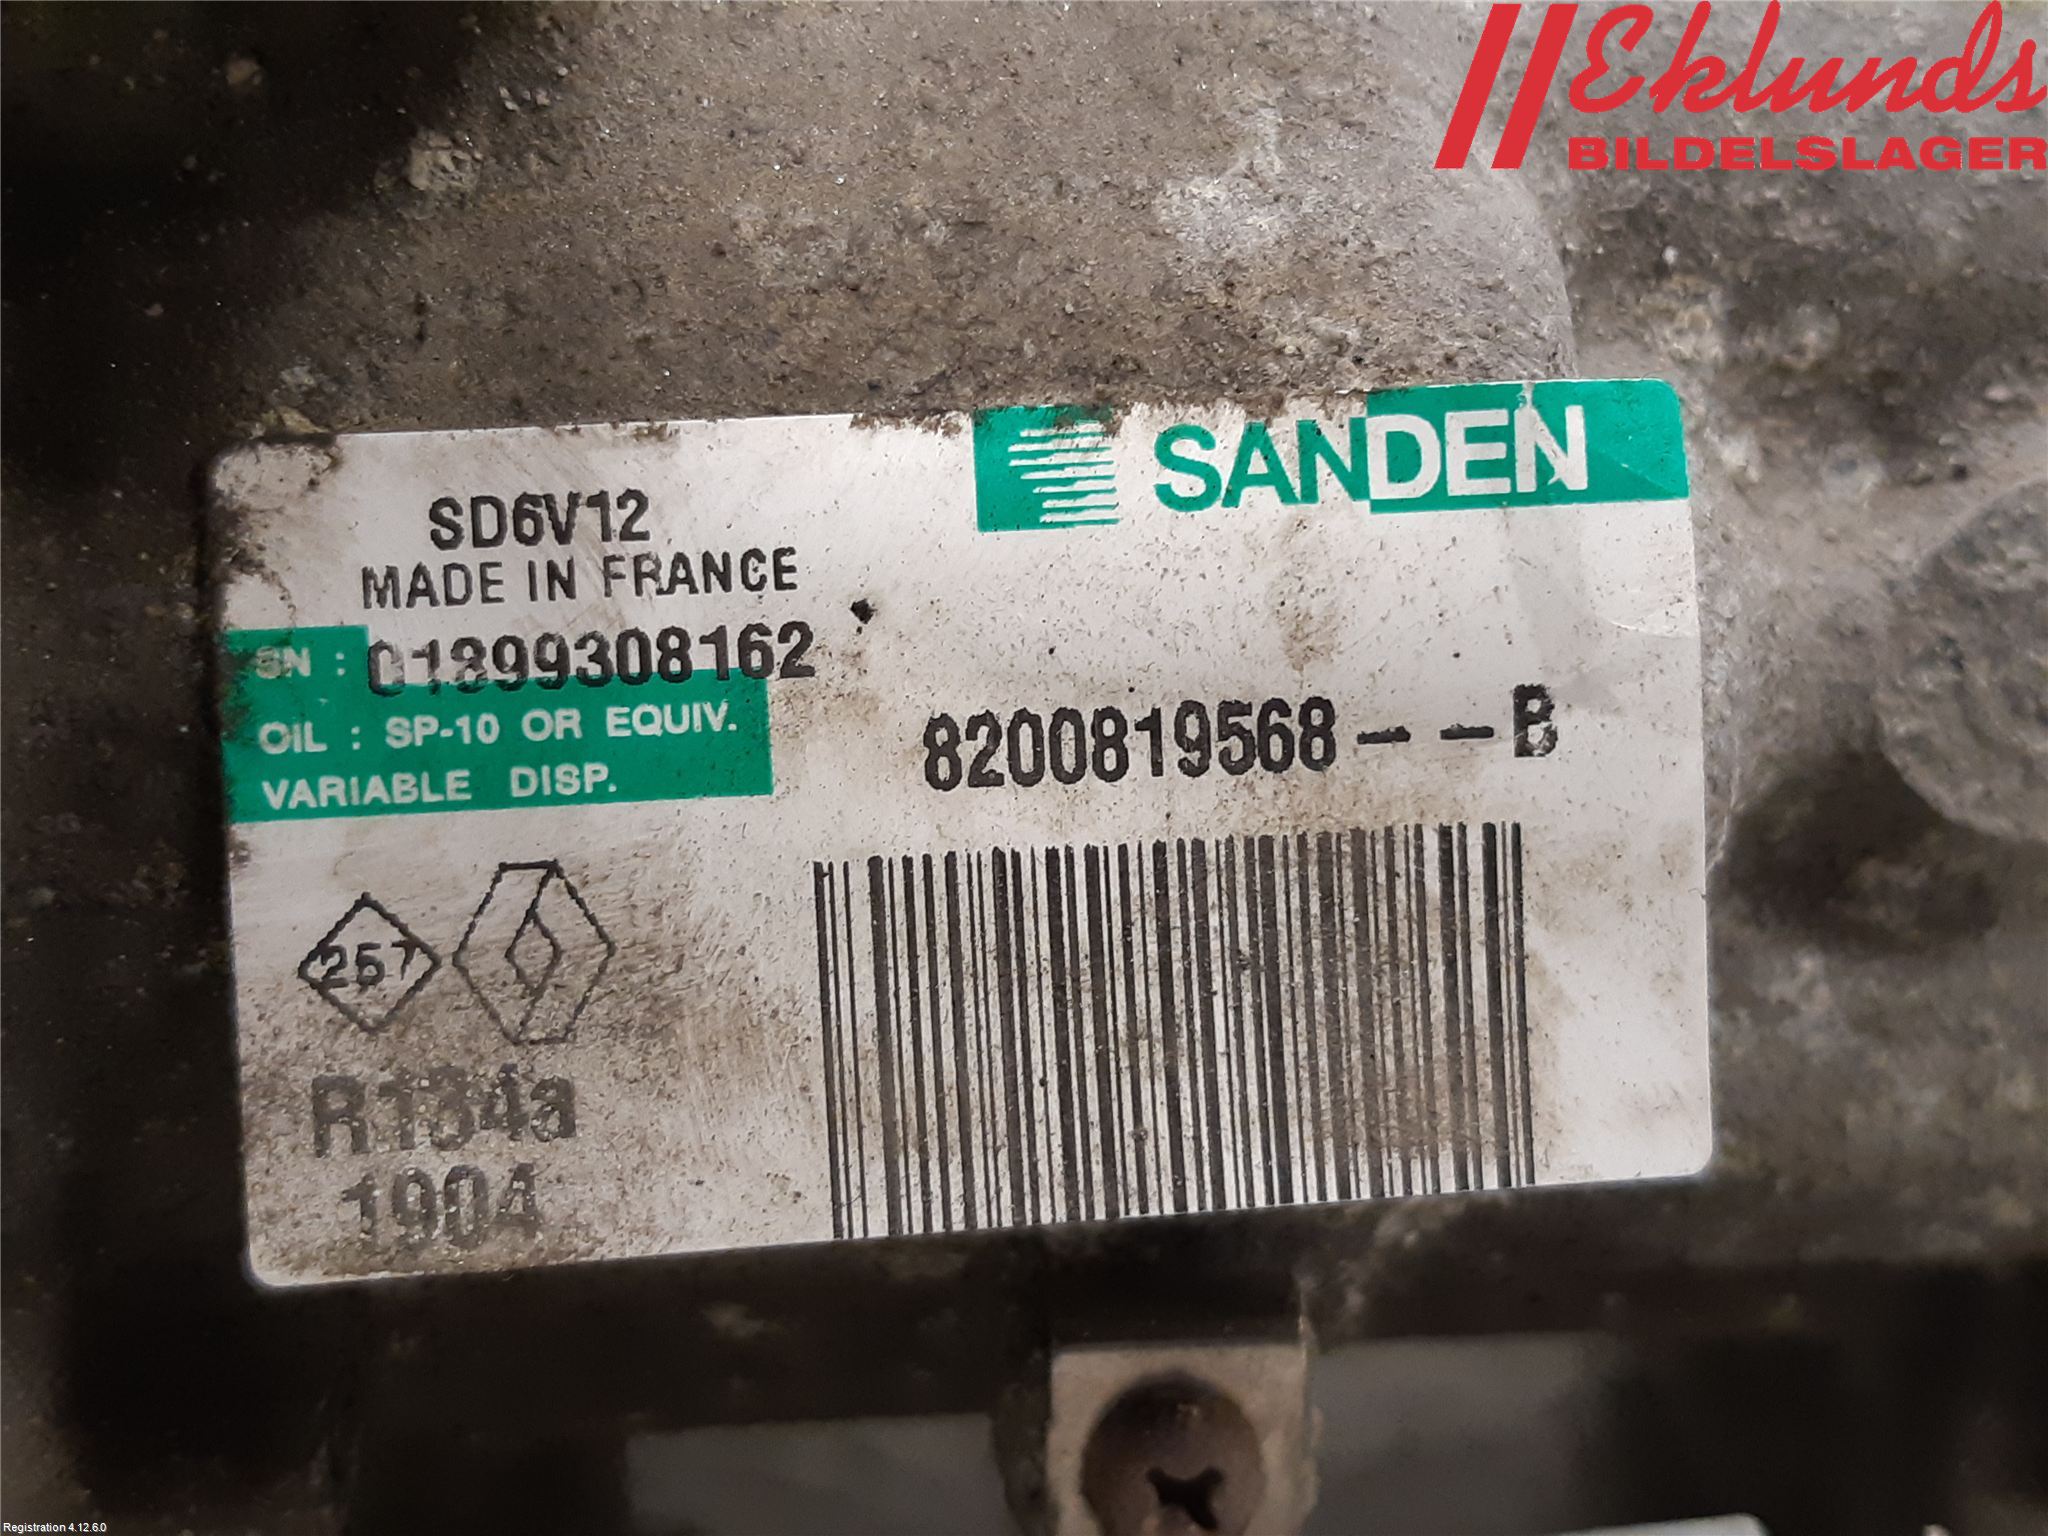 Eklunds
BILDELSLAGER
SANDEN
SD6V12
MADE IN FRANCE
SN : 01899308162
OIL : SP-10 OR EQUIV.
VARIABLE DISP.
8200819568--B
257
R134a
1904
Registration 4.12.6.0